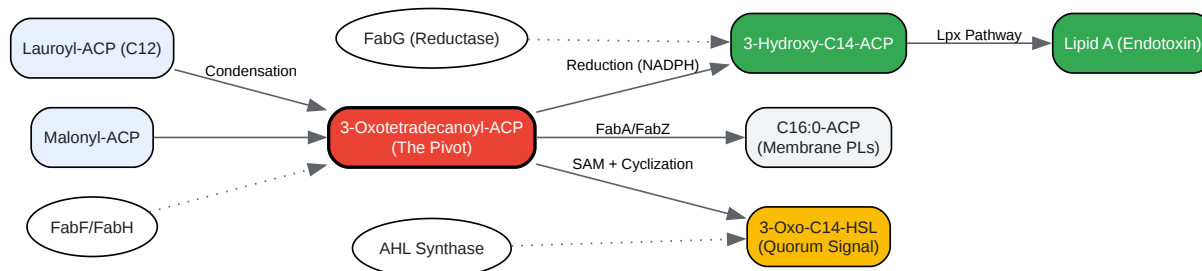 Lauroyl-ACP (C12)
FabG (Reductase)
3-Hydroxy-C14-ACP
Lpx Pathway
Lipid A (Endotoxin)
Condensation
Reduction (NADPH)
Malonyl-ACP
3-Oxotetradecanoyl-ACP
(The Pivot)
FabA/FabZ
C16:0-ACP
(Membrane PLs)
SAM + Cyclization
FabF/FabH
AHL Synthase
3-Oxo-C14-HSL
(Quorum Signal)